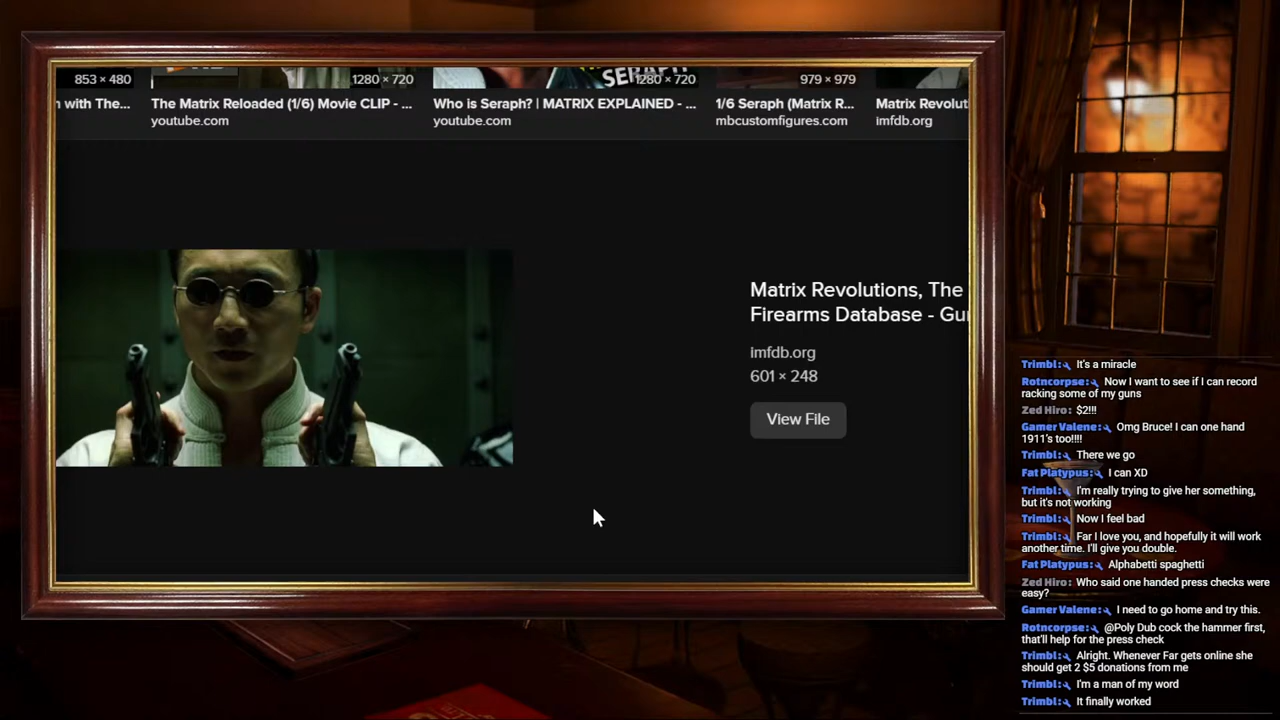 853 × 480
1280 × 720
SERAPH
1280 × 720
979 × 979
n with The...
The Matrix Reloaded (1/6) Movie CLIP - ...
Who is Seraph? | MATRIX EXPLAINED - ...
1/6 Seraph (Matrix R...
Matrix Revolut
youtube.com
youtube.com
mbcustomfigures.com
imfdb.org
Matrix Revolutions, The
Firearms Database - Gu
imfdb.org
601 × 248
View File
Trimbl: It's a miracle
Rotncorpse: Now I want to see if I can record
racking some of my guns
Zed Hiro: $2!!!
Gamer Valene: Omg Bruce! I can one hand
1911's too!!!!
Trimbl: There we go
Fat Platypus: I can XD
Trimbl: I'm really trying to give her something,
but it's not working
Trimbl: Now I feel bad
Trimbl: Far I love you, and hopefully it will work
another time. I'll give you double.
Fat Platypus: Alphabetti spaghetti
Zed Hiro: Who said one handed press checks were
easy?
Gamer Valene: I need to go home and try this.
Rotncorpse: @Poly Dub cock the hammer first,
that'll help for the press check
Trimbl: Alright. Whenever Far gets online she
should get 2 $5 donations from me
Trimbl: I'm a man of my word
Trimbl: It finally worked